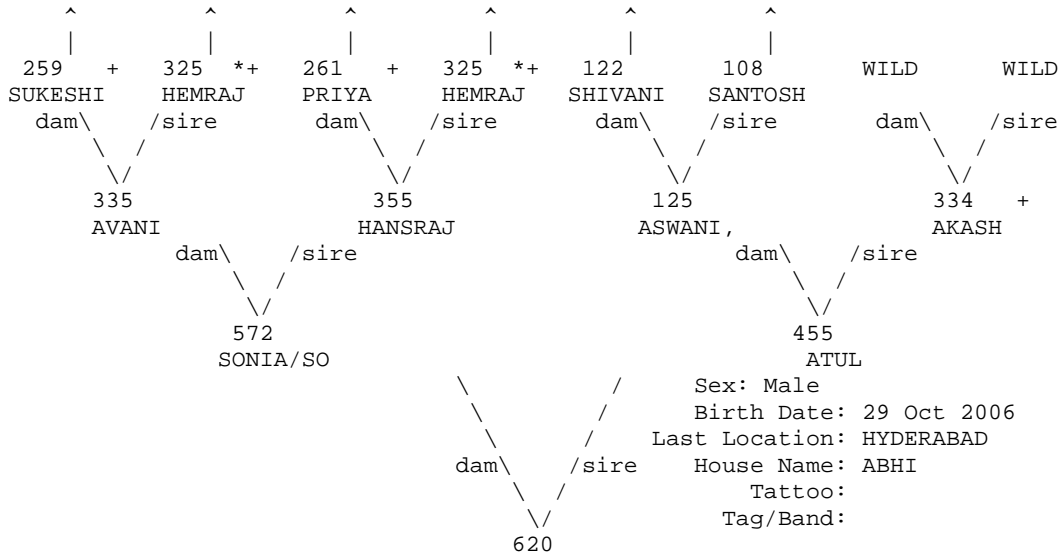 ^ ^ ^ ^ ^ ^
| | | | | |
259 + 325 *+ 261 + 325 *+ 122 108 WILD WILD
SUKESHI HEMRAJ PRIYA HEMRAJ SHIVANI SANTOSH
dam\ /sire dam\ /sire dam\ /sire dam\ /sire
\ / \ / \ / \ /
\/ \/ \/ \/
335 355 125 334 +
AVANI HANSRAJ ASWANI, AKASH
dam\ /sire dam\ /sire
\ / \ /
\/ \/
572 455
SONIA/SO ATUL
\ / Sex: Male
\ / Birth Date: 29 Oct 2006
\ / Last Location: HYDERABAD
dam\ /sire House Name: ABHI
\ / Tattoo:
\/ Tag/Band:
620